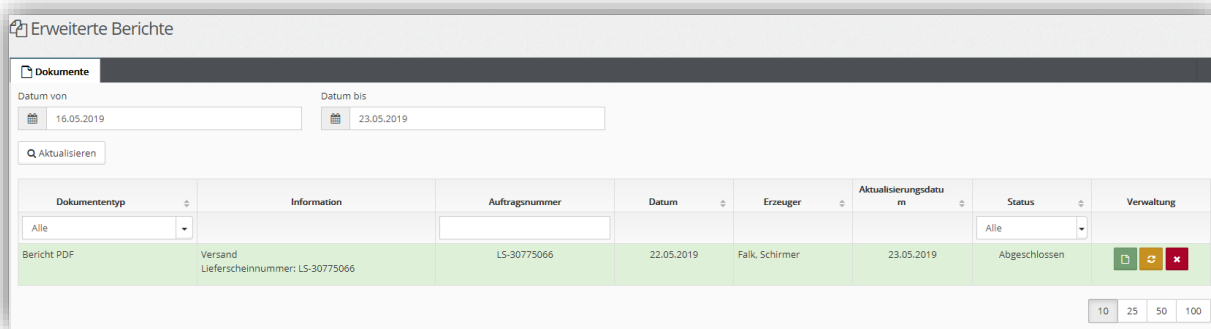 Erweiterte Berichte
Dokumente
Datum von Datum bis
16.05.2019 23.05.2019
Aktualisieren
Dokumententyp Information Auftragsnummer Datum Erzeuger Aktualisierungsdatu
m Status Verwaltung
Alle Alle
Bericht PDF Versand LS-30775066 22.05.2019 Falk, Schirmer 23.05.2019 Abgeschlossen
Lieferscheinnummer: LS-30775066
10 25 50 100